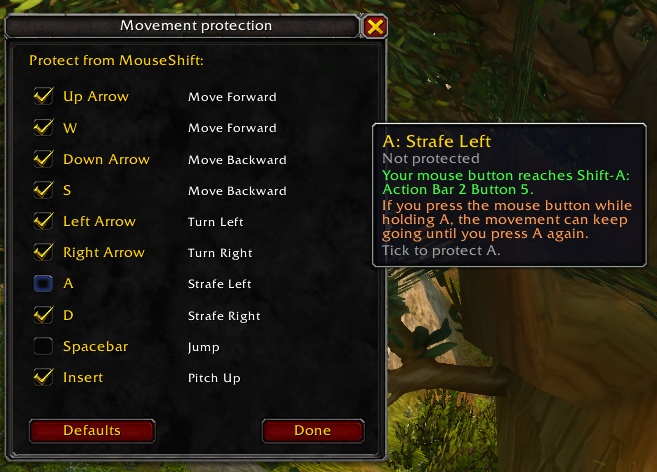 Movement protection
Protect from MouseShift:
Up Arrow Move Forward
W Move Forward
Down Arrow Move Backward
S Move Backward
Left Arrow Turn Left
Right Arrow Turn Right
A Strafe Left
D Strafe Right
Spacebar Jump
Insert Pitch Up
Defaults Done
A: Strafe Left
Not protected
Your mouse button reaches Shift-A:
Action Bar 2 Button 5.
If you press the mouse button while
holding A, the movement can keep
going until you press A again.
Tick to protect A.